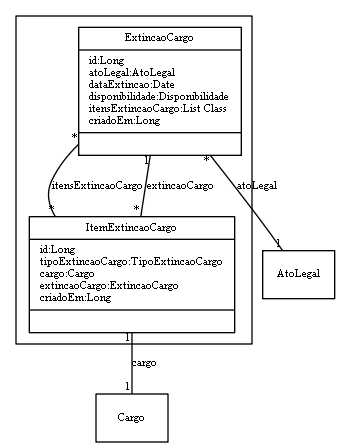 ExtincaoCargo
id:Long
atoLegal:AtoLegal
dataExtincao:Date
disponibilidade:Disponibilidade
itensExtincaoCargo:List Class
criadoEm:Long
* 1 *
itensExtincaoCargo extincaoCargo atoLegal
* * 1
ItemExtincaoCargo
id:Long
tipoExtincaoCargo:TipoExtincaoCargo
cargo:Cargo
extincaoCargo:ExtincaoCargo
criadoEm:Long
AtoLegal
1
cargo
1
Cargo